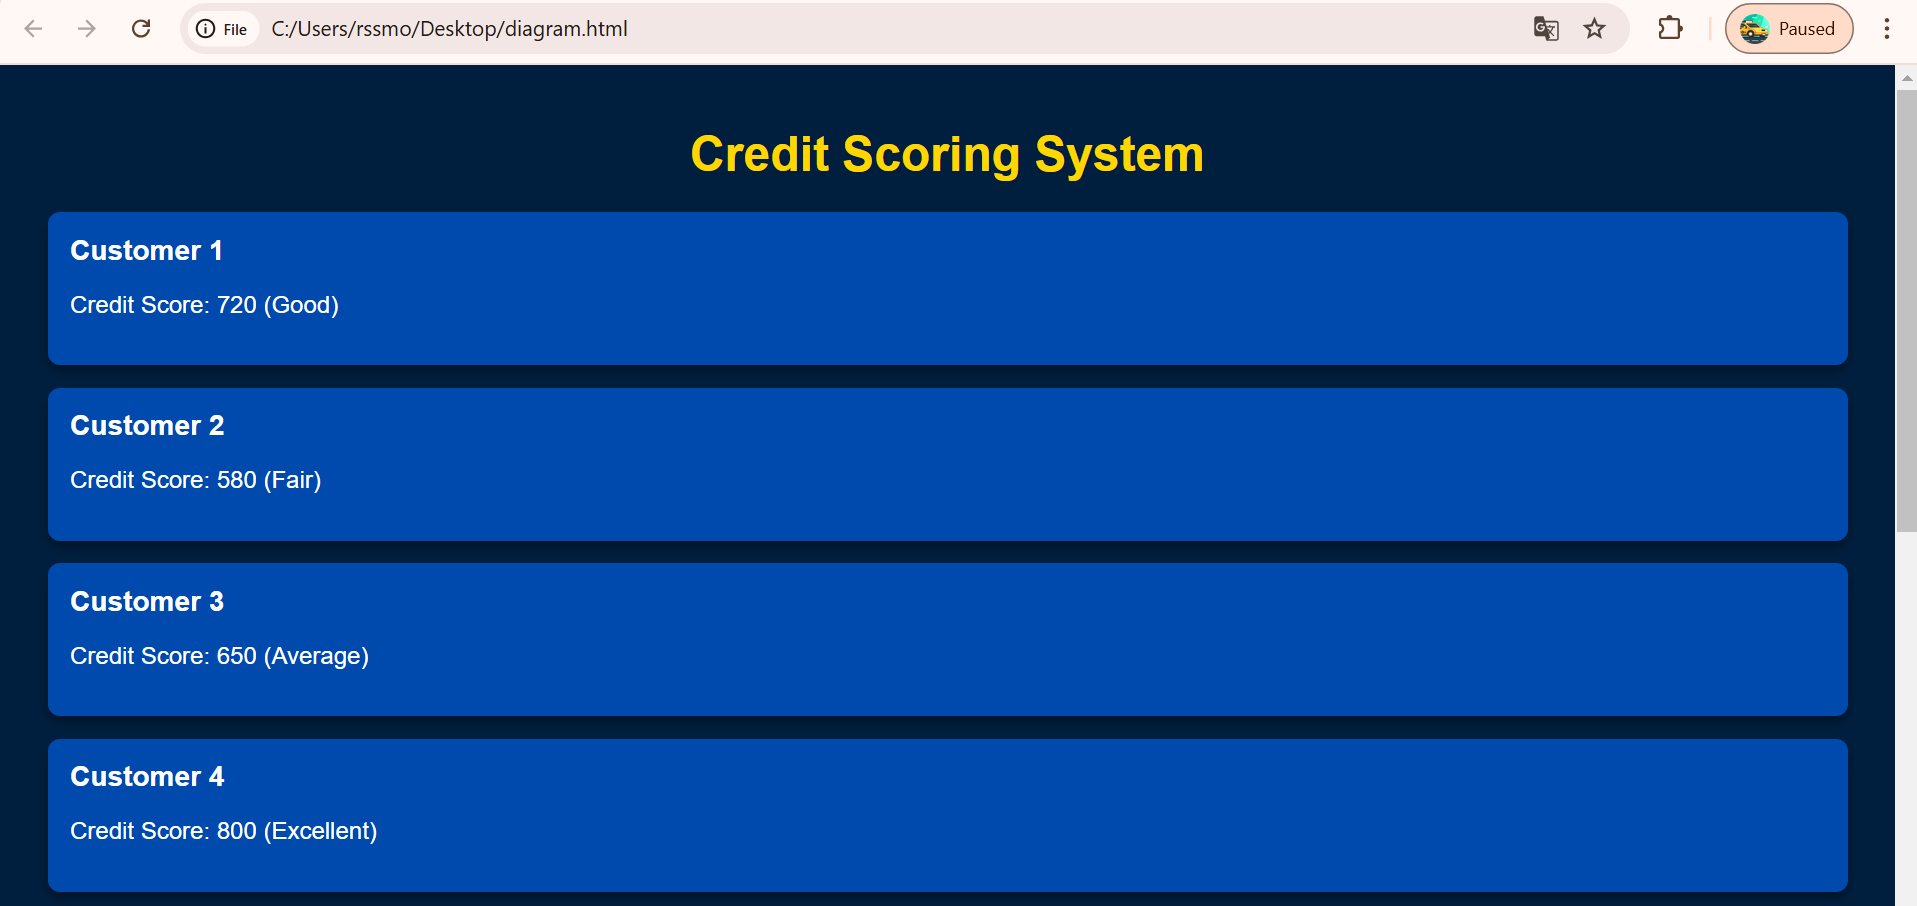 File
C:/Users/rssmo/Desktop/diagram.html
Paused
Credit Scoring System
Customer 1
Credit Score: 720 (Good)
Customer 2
Credit Score: 580 (Fair)
Customer 3
Credit Score: 650 (Average)
Customer 4
Credit Score: 800 (Excellent)